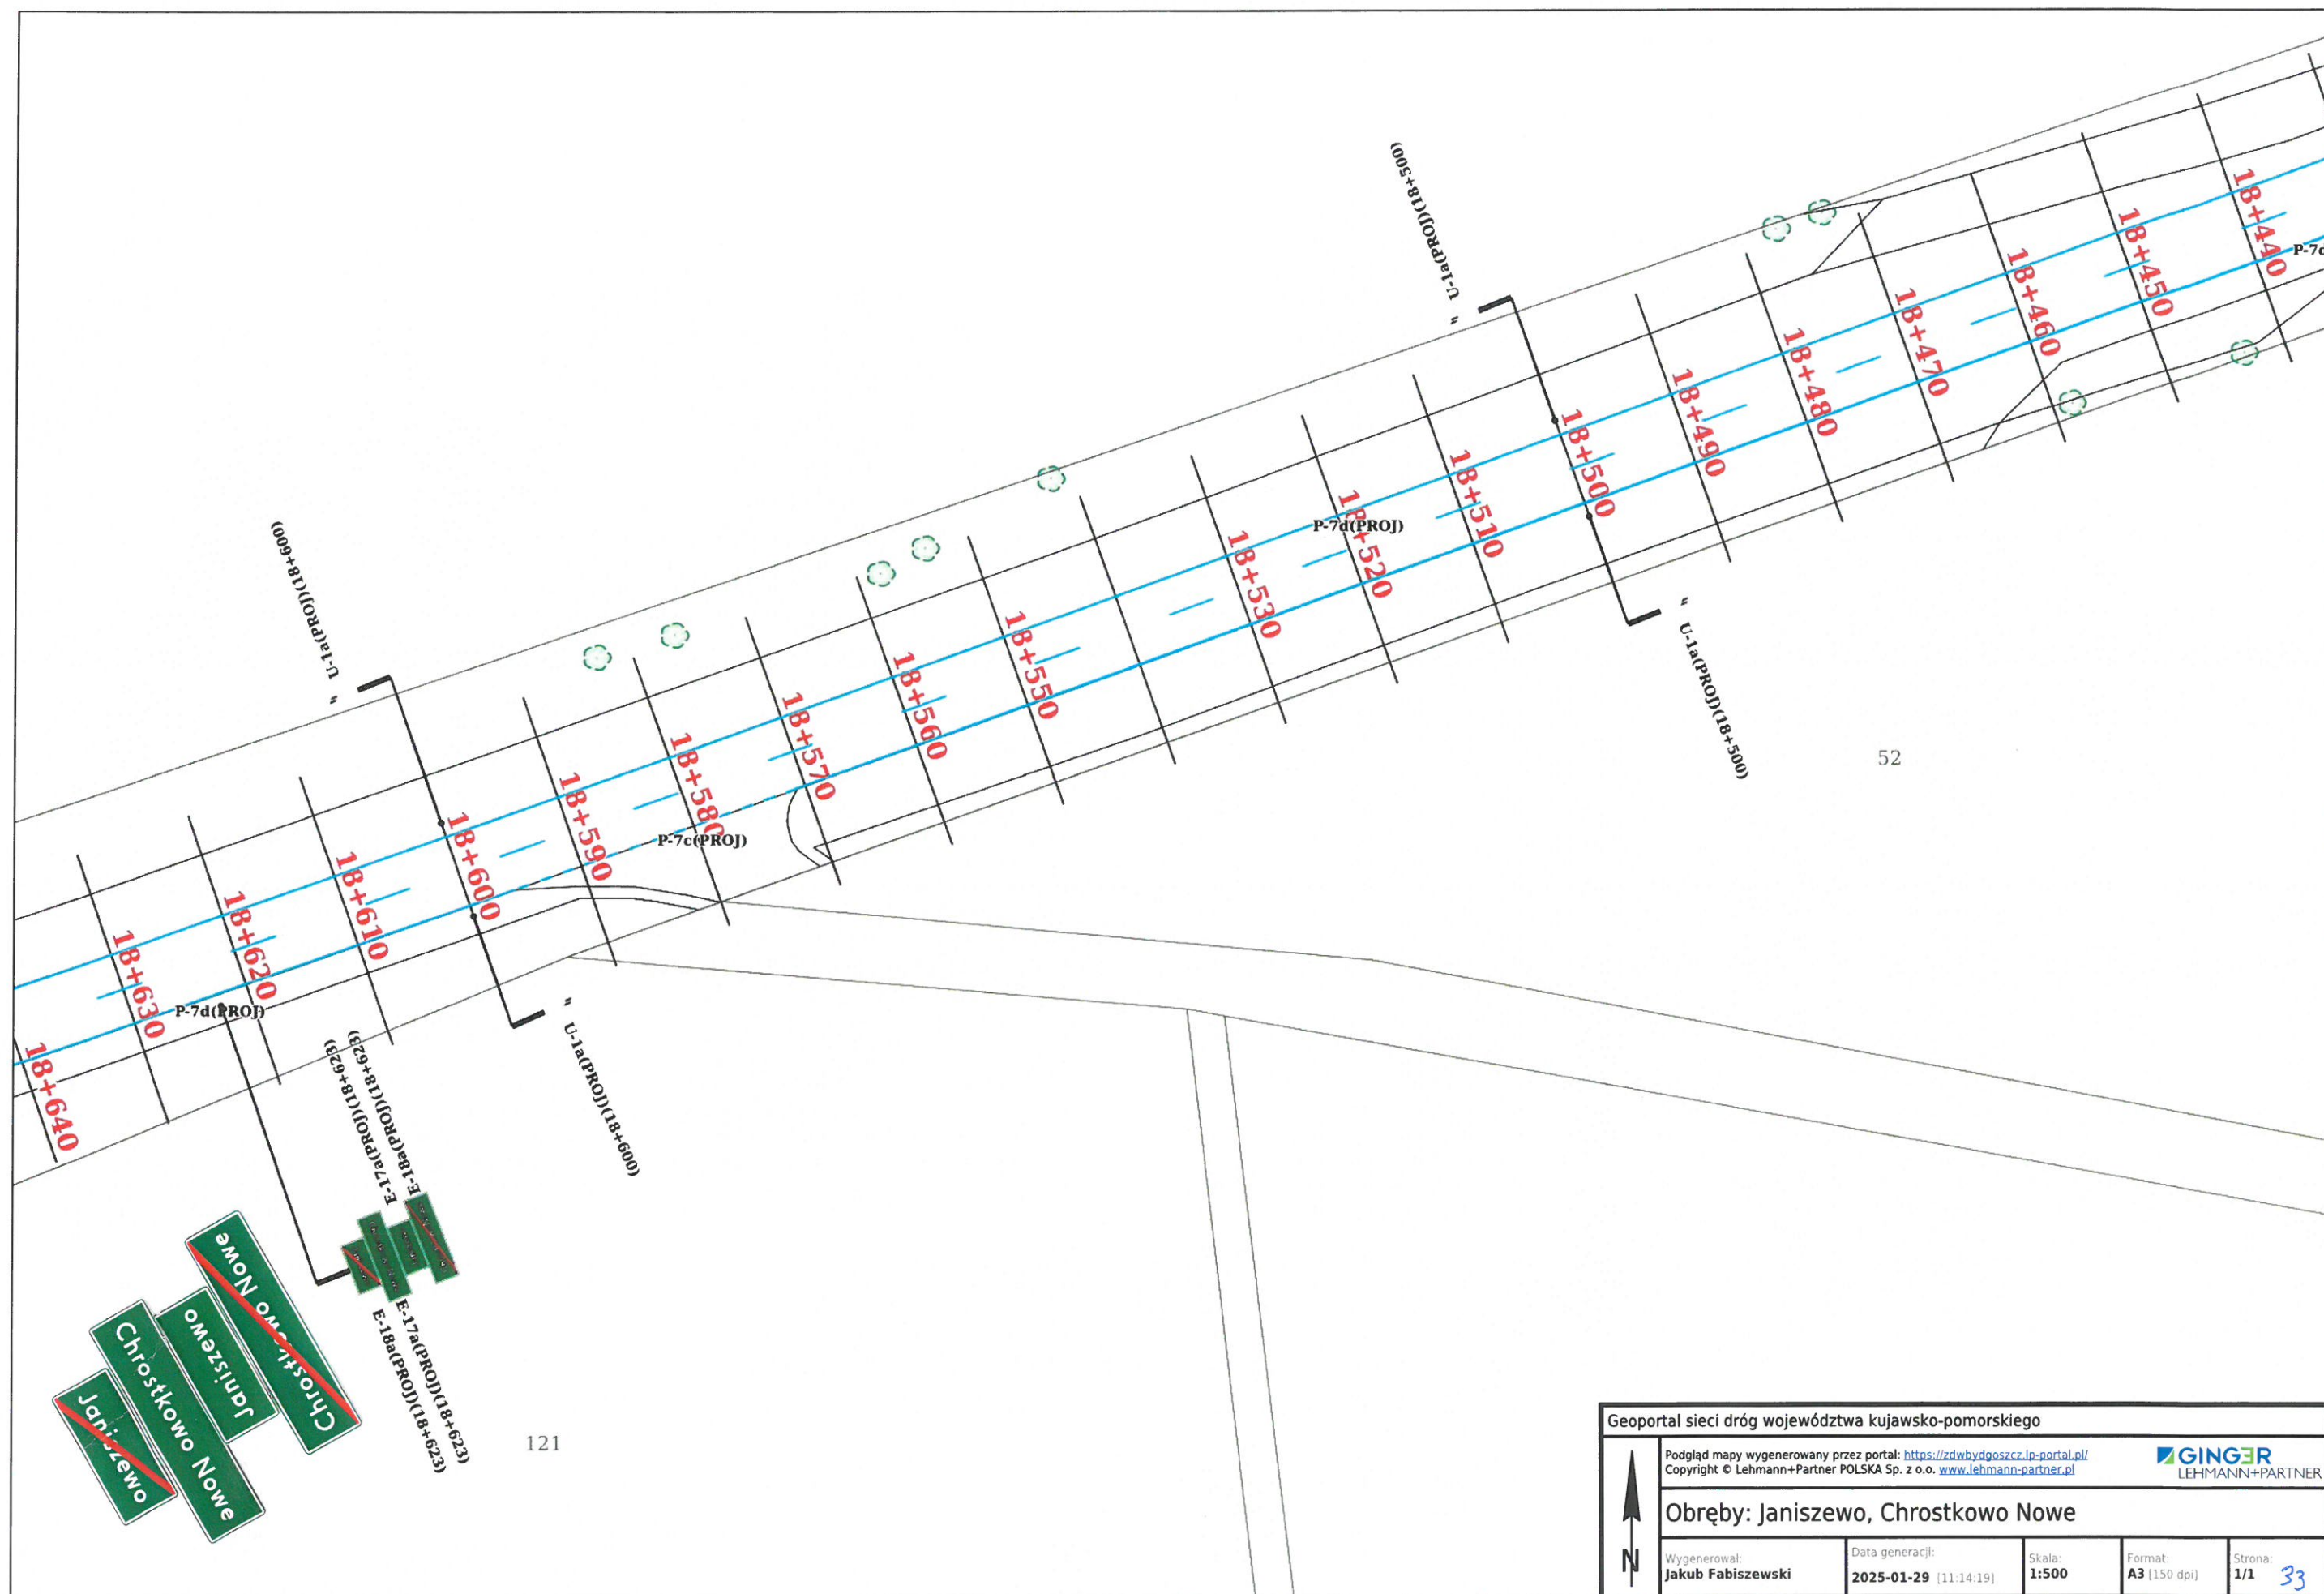 U-1a(PROJ)(18+500)
18+440
P-7d
18+450
18+460
18+470
18+480
18+490
18+500
18+510
P-7d(PROJ)
18+520
18+530
18+550
18+560
18+570
18+580
P-7c(PROJ)
18+590
18+600
18+610
18+620
18+630
18+640
P-7d(PROJ)
U-1a(PROJ)(18+600)
U-1a(PROJ)(18+500)
52
U-1a(PROJ)(18+600)
E-18a(PROJ)(18+623)
E-17a(PROJ)(18+623)
E-17a(PROJ)(18+623)
E-18a(PROJ)(18+623)
Chrostkowo Nowe
Janiszewo
Chrostkowo Nowe
Janiszewo
121
Geoportal sieci dróg województwa kujawsko-pomorskiego
Podgląd mapy wygenerowany przez portal: https://zdwbydgoszcz.lp-portal.pl/
Copyright © Lehmann+Partner POLSKA Sp. z o.o. www.lehmann-partner.pl
GINGER
LEHMANN+PARTNER
Obręby: Janiszewo, Chrostkowo Nowe
N
Wygenerował:
Jakub Fabiszewski
Data generacji:
2025-01-29 [11:14:19]
Skala:
1:500
Format:
A3 [150 dpi]
Strona:
1/1
33